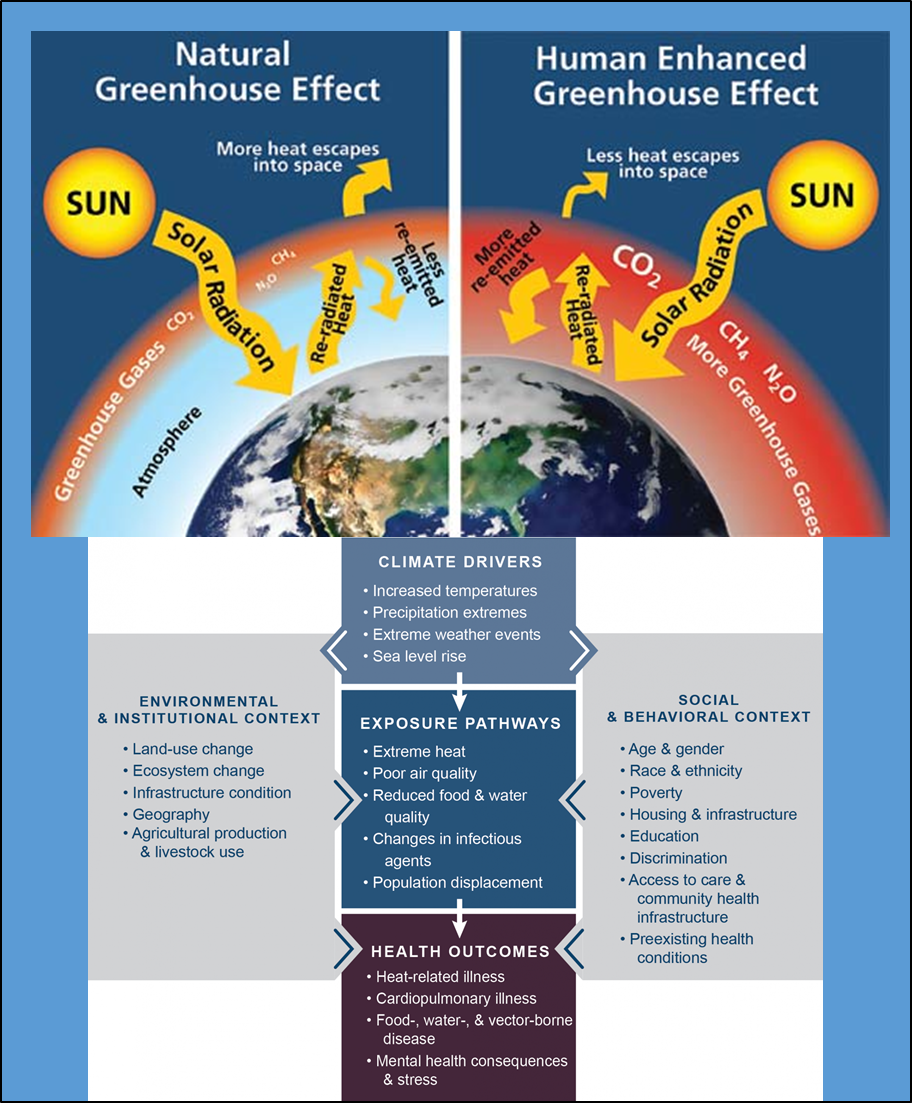 Natural
Greenhouse Effect
More heat escapes
into space
SUN
Solar Radiation
CH₄
N₂O
CO₂
Greenhouse Gases
Atmosphere
Re-radiated
Heat
Less
re-emitted
heat
Human Enhanced
Greenhouse Effect
Less heat escapes
into space
SUN
More
re-emitted
heat
Re-radiated
Heat
CO₂
Solar Radiation
CH₄
N₂O
More Greenhouse Gases
CLIMATE DRIVERS
• Increased temperatures
• Precipitation extremes
• Extreme weather events
• Sea level rise
ENVIRONMENTAL
& INSTITUTIONAL CONTEXT
• Land-use change
• Ecosystem change
• Infrastructure condition
• Geography
• Agricultural production
& livestock use
EXPOSURE PATHWAYS
• Extreme heat
• Poor air quality
• Reduced food & water
quality
• Changes in infectious
agents
• Population displacement
SOCIAL
& BEHAVIORAL CONTEXT
• Age & gender
• Race & ethnicity
• Poverty
• Housing & infrastructure
• Education
• Discrimination
• Access to care &
community health
infrastructure
• Preexisting health
conditions
HEALTH OUTCOMES
• Heat-related illness
• Cardiopulmonary illness
• Food-, water-, & vector-borne
disease
• Mental health consequences
& stress